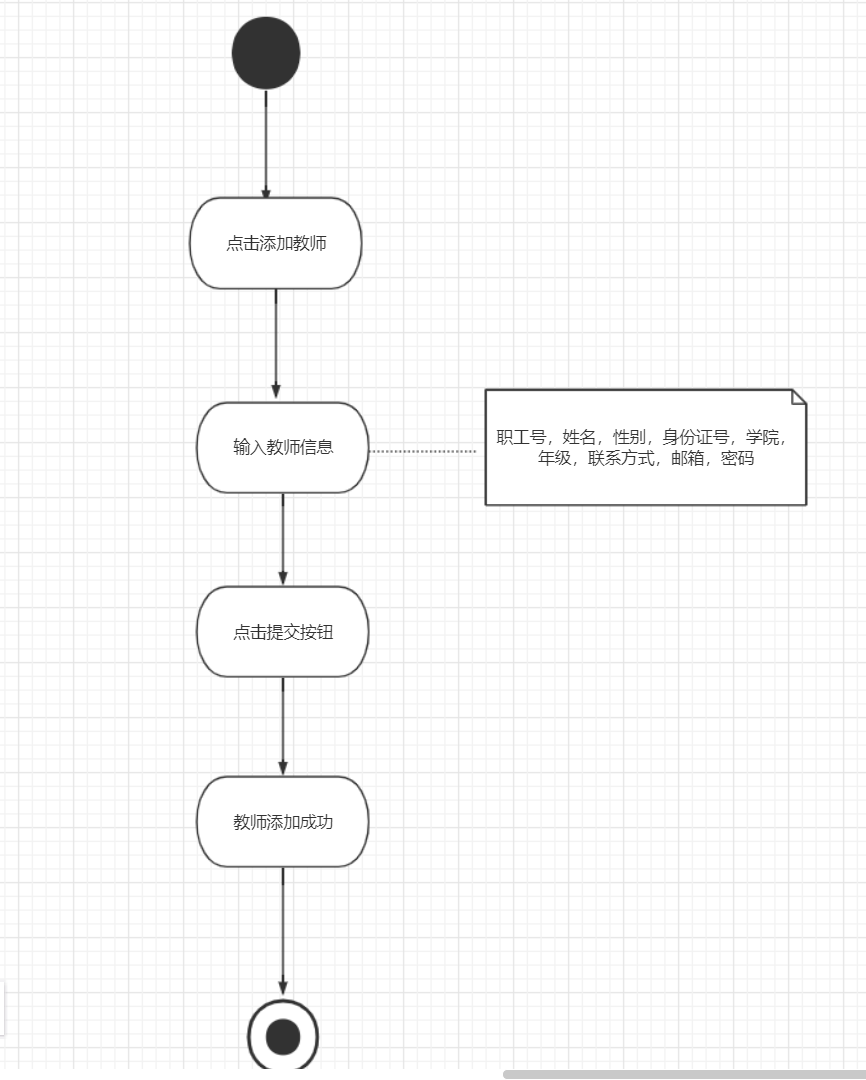 点击添加教师
输入教师信息
职工号，姓名，性别，身份证号，学院，
年级，联系方式，邮箱，密码
点击提交按钮
教师添加成功